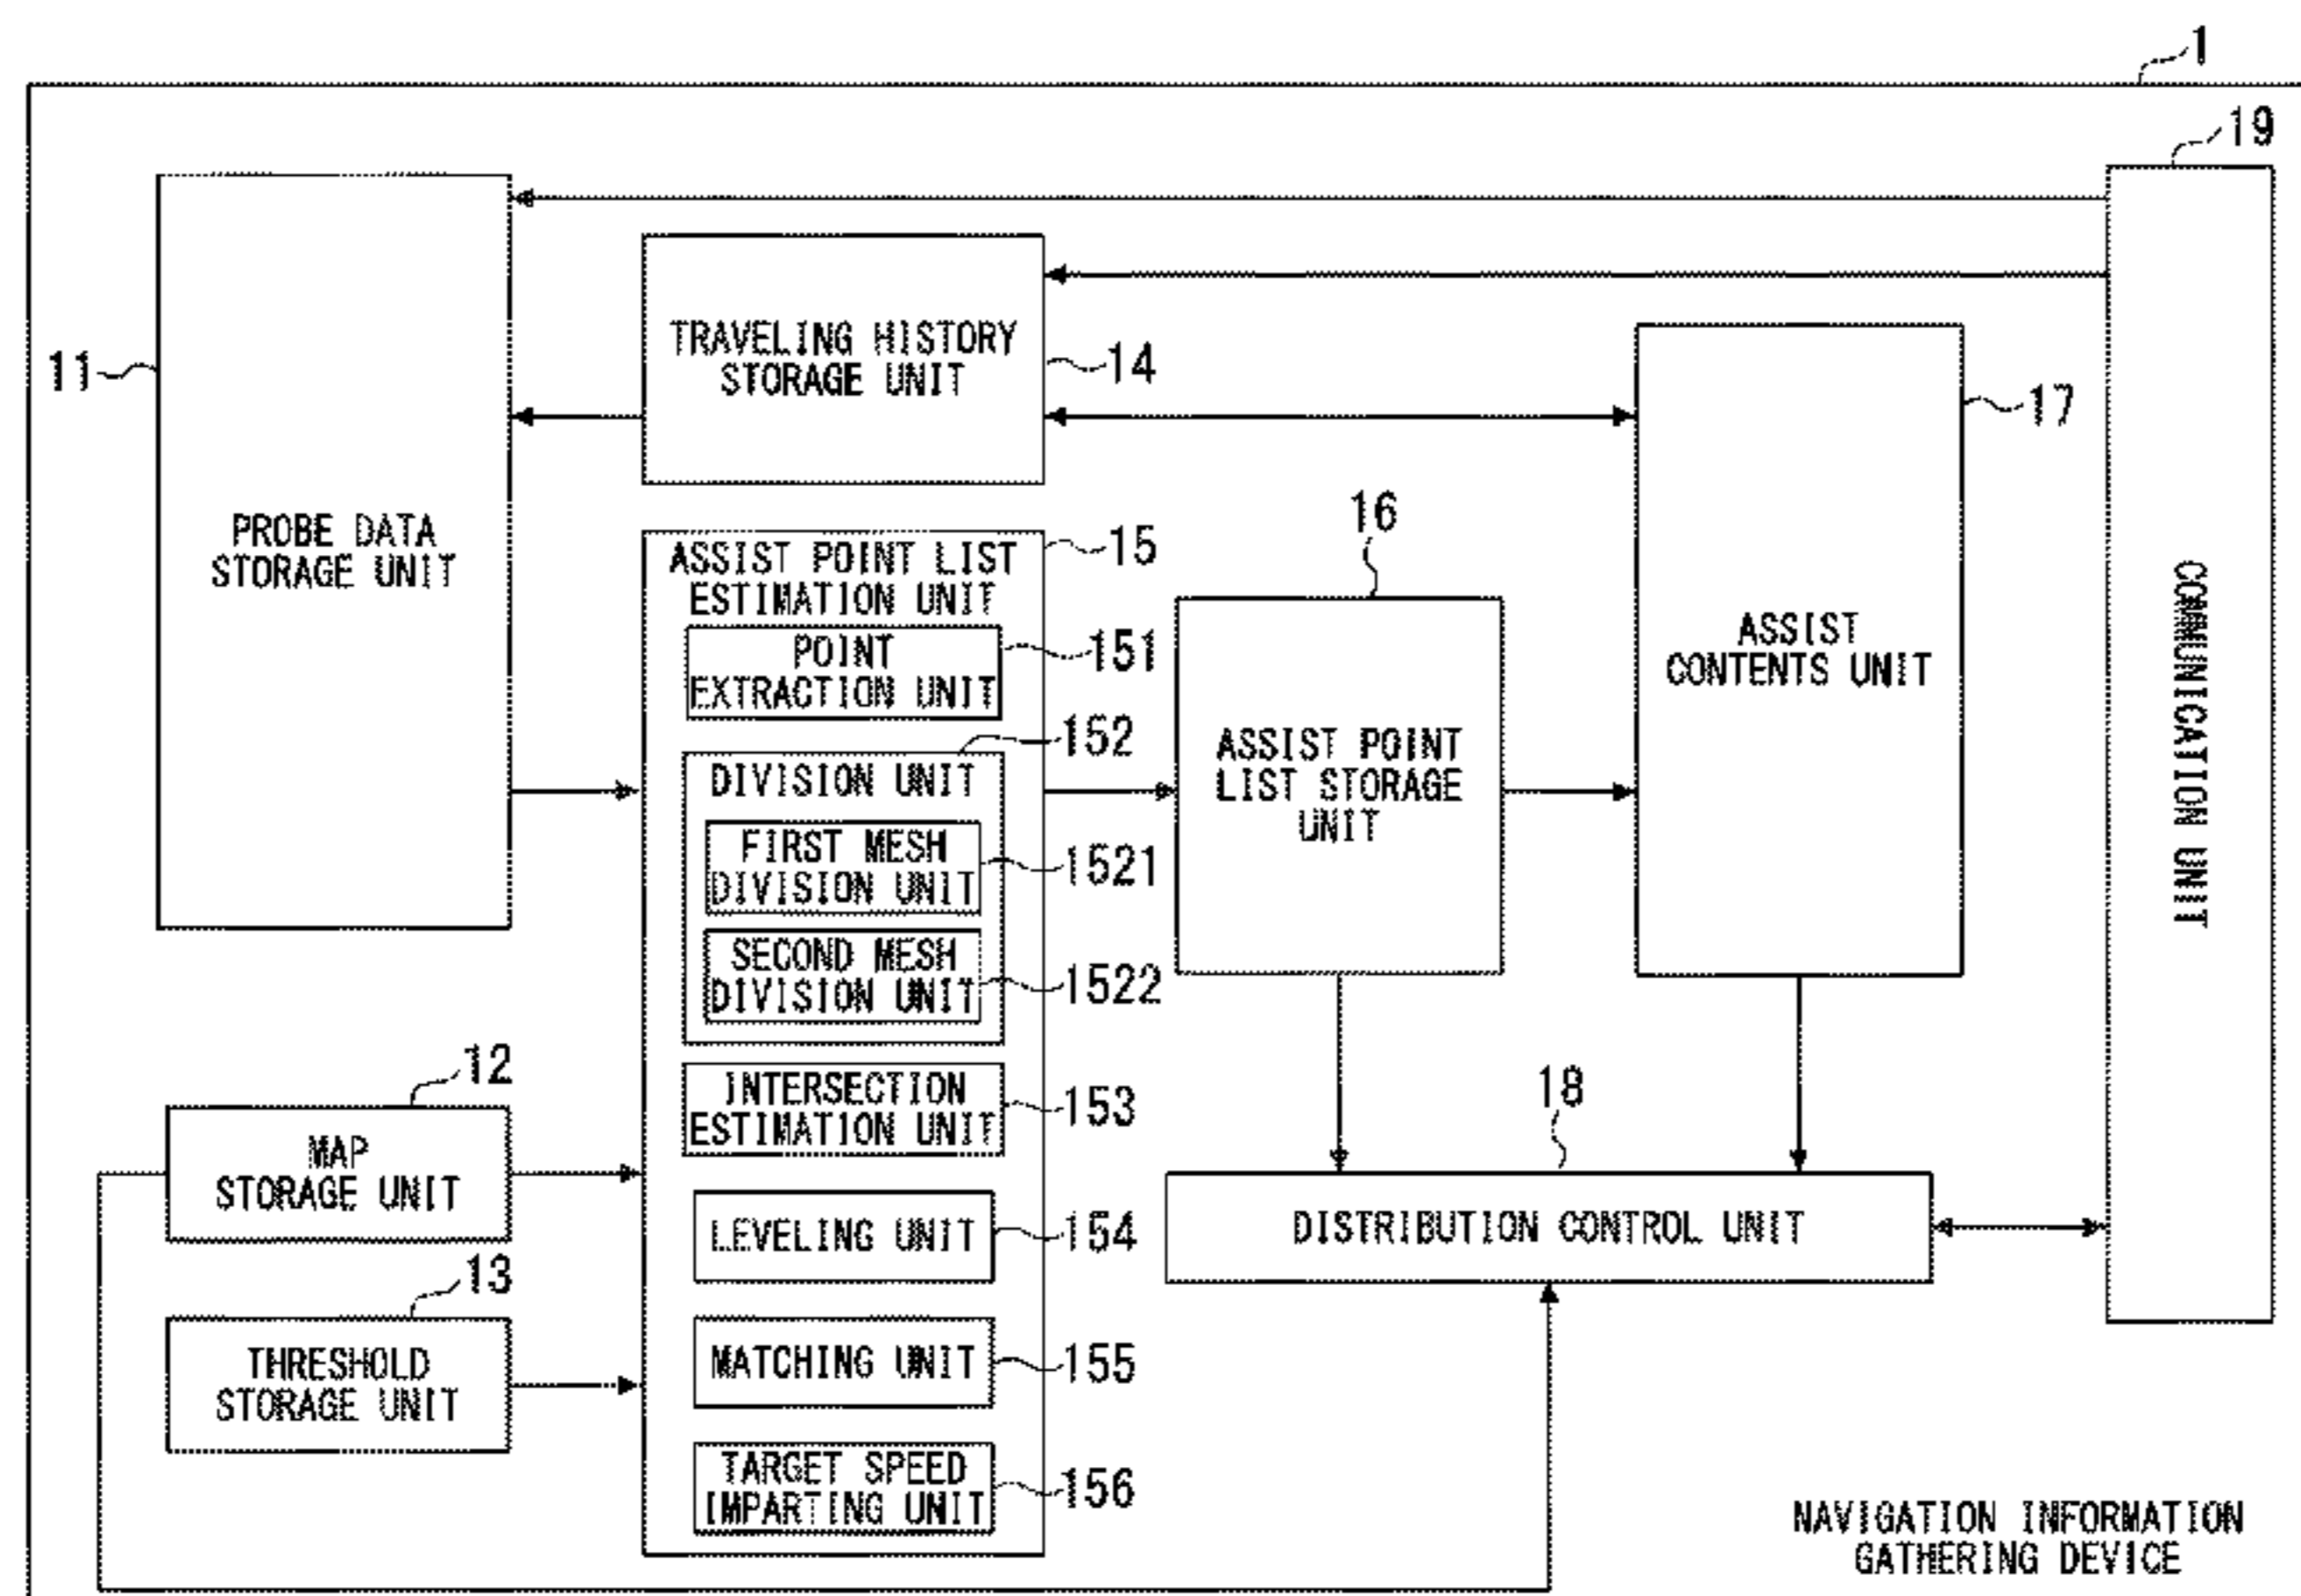 1
19
TRAVELING HISTORY
STORAGE UNIT
14
11
17
PROBE DATA
STORAGE UNIT
16
ASSIST POINT LIST
ESTIMATION UNIT
15
POINT
EXTRACTION UNIT
151
ASSIST
CONTENTS UNIT
COMMUNICATION UNIT
152
DIVISION UNIT
ASSIST POINT
LIST STORAGE
UNIT
FIRST MESH
DIVISION UNIT
1521
SECOND MESH
DIVISION UNIT
1522
12
INTERSECTION
ESTIMATION UNIT
153
18
MAP
STORAGE UNIT
LEVELING UNIT
154
DISTRIBUTION CONTROL UNIT
13
THRESHOLD
STORAGE UNIT
MATCHING UNIT
155
TARGET SPEED
IMPARTING UNIT
156
NAVIGATION INFORMATION
GATHERING DEVICE